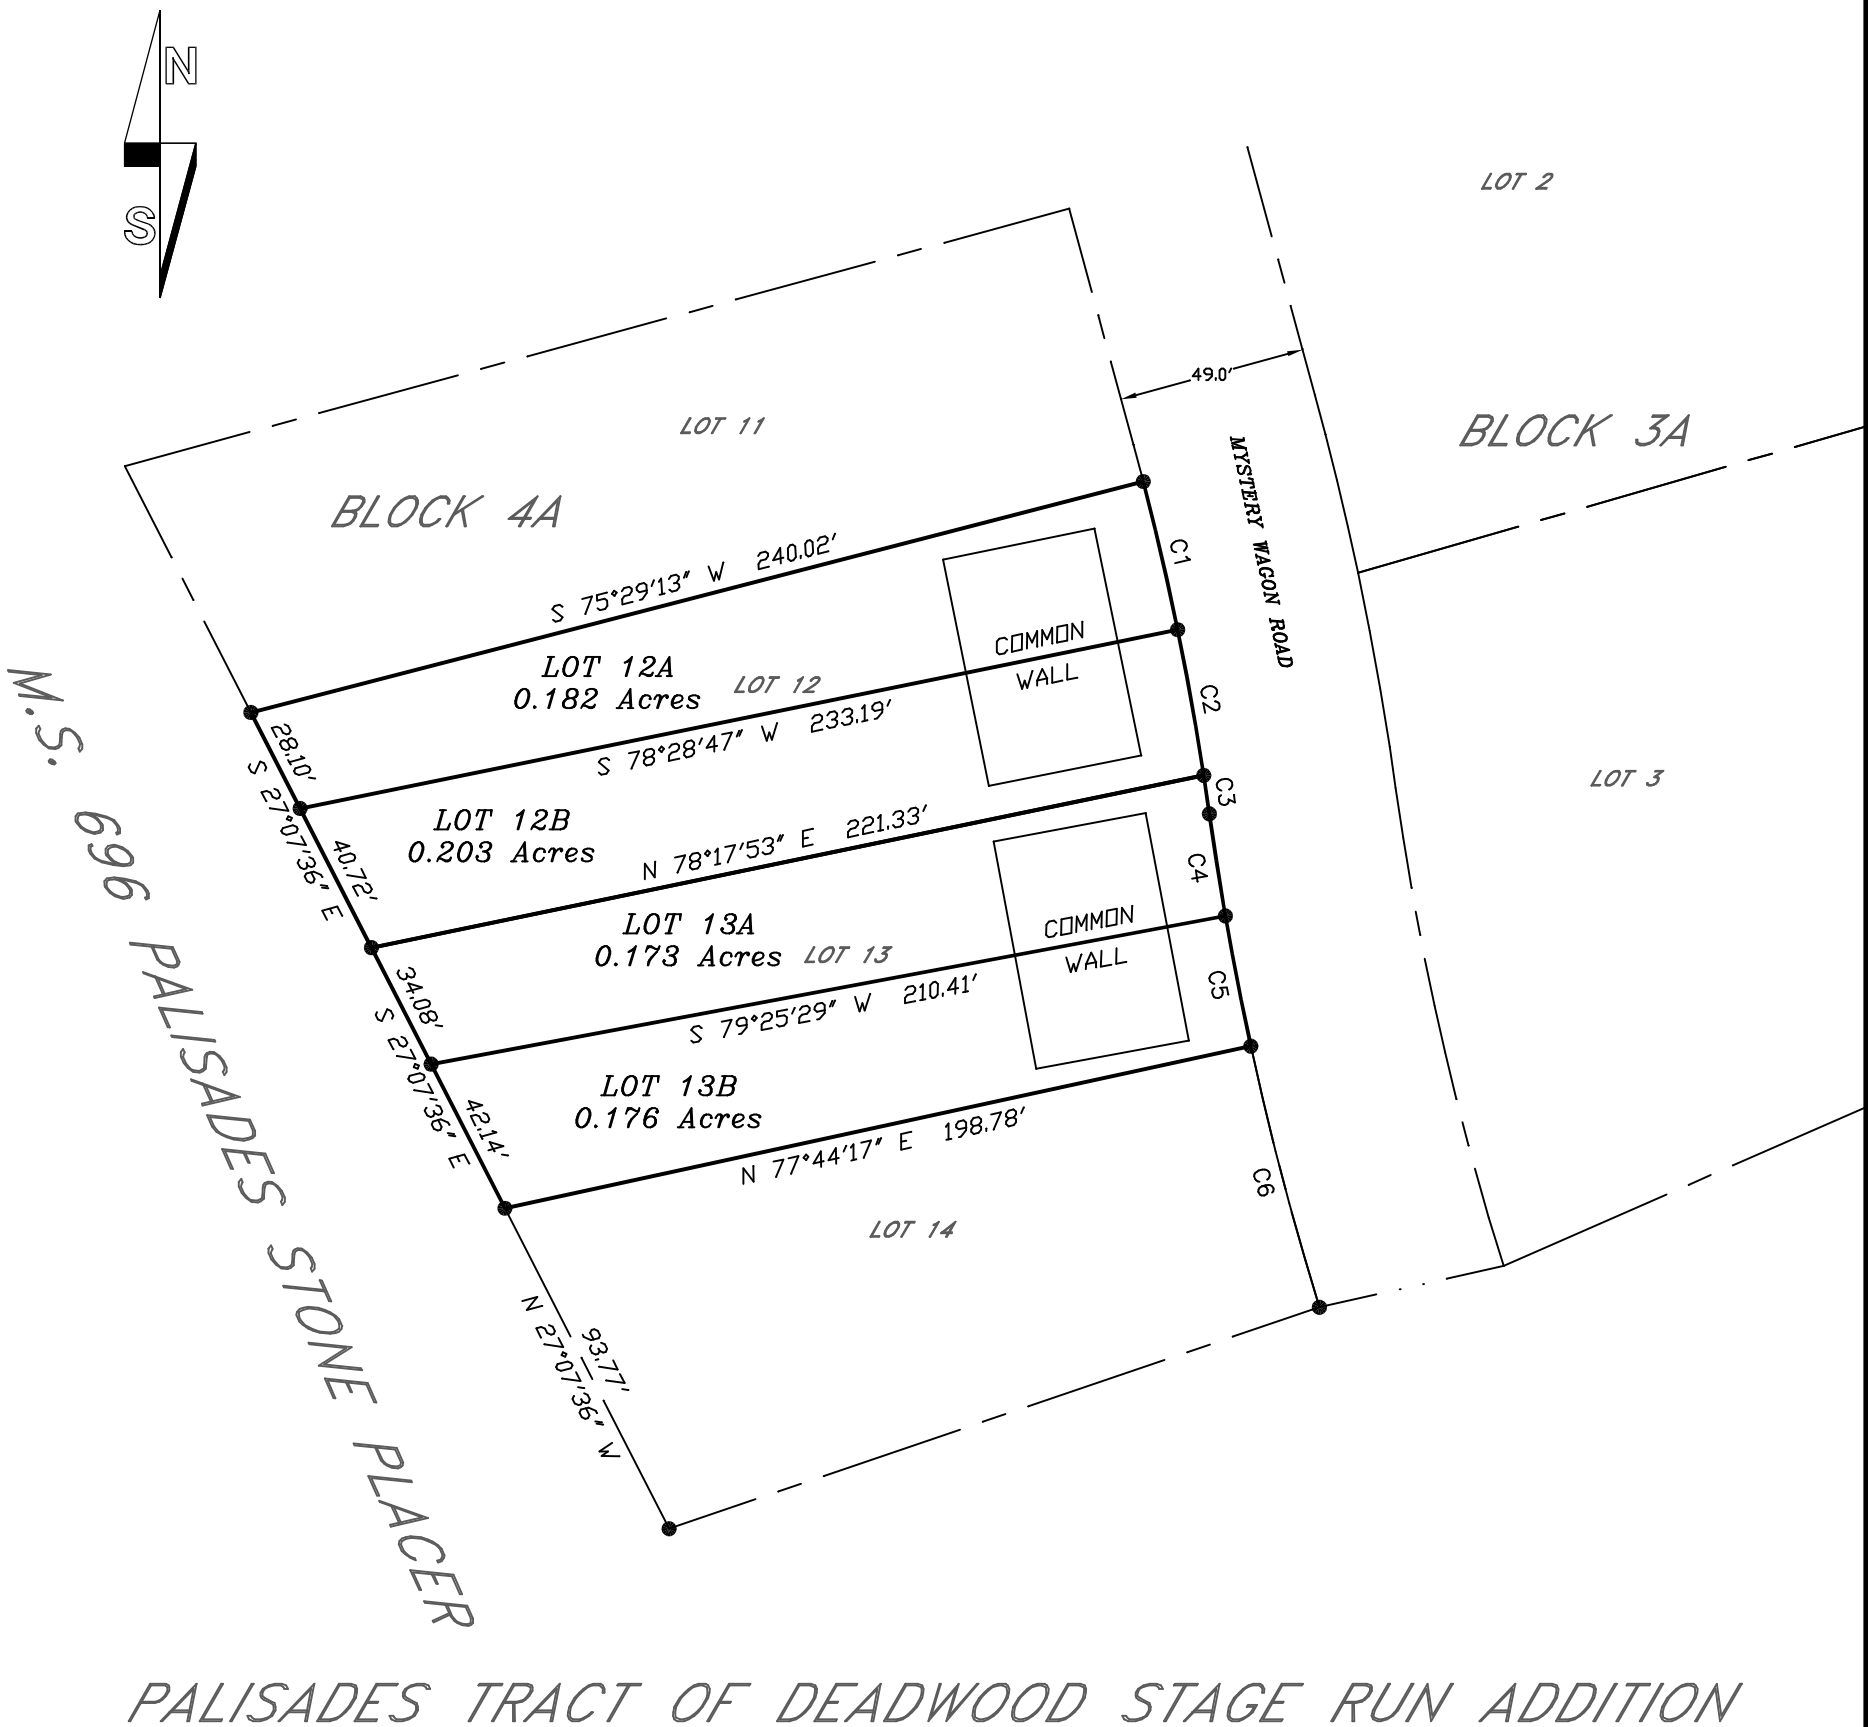 N
S
LOT 2
49.0'
LOT 11
BLOCK 3A
BLOCK 4A
MYSTERY WAGON ROAD
S 75°29'13" W 240.02'
C1
COMMON
WALL
LOT 12A
0.182 Acres
LOT 12
S 78°28'47" W 233.19'
C2
28.10'
S 27°07'36" E
40.72'
LOT 3
C3
LOT 12B
0.203 Acres
N 78°17'53" E 221.33'
C4
LOT 13A
0.173 Acres
LOT 13
COMMON
WALL
34.08'
S 27°07'36" E
42.14'
S 79°25'29" W 210.41'
C5
LOT 13B
0.176 Acres
N 77°44'17" E 198.78'
C6
LOT 14
93.77'
N 27°07'36" W
M.S. 696 PALISADES STONE PLACER
PALISADES TRACT OF DEADWOOD STAGE RUN ADDITION